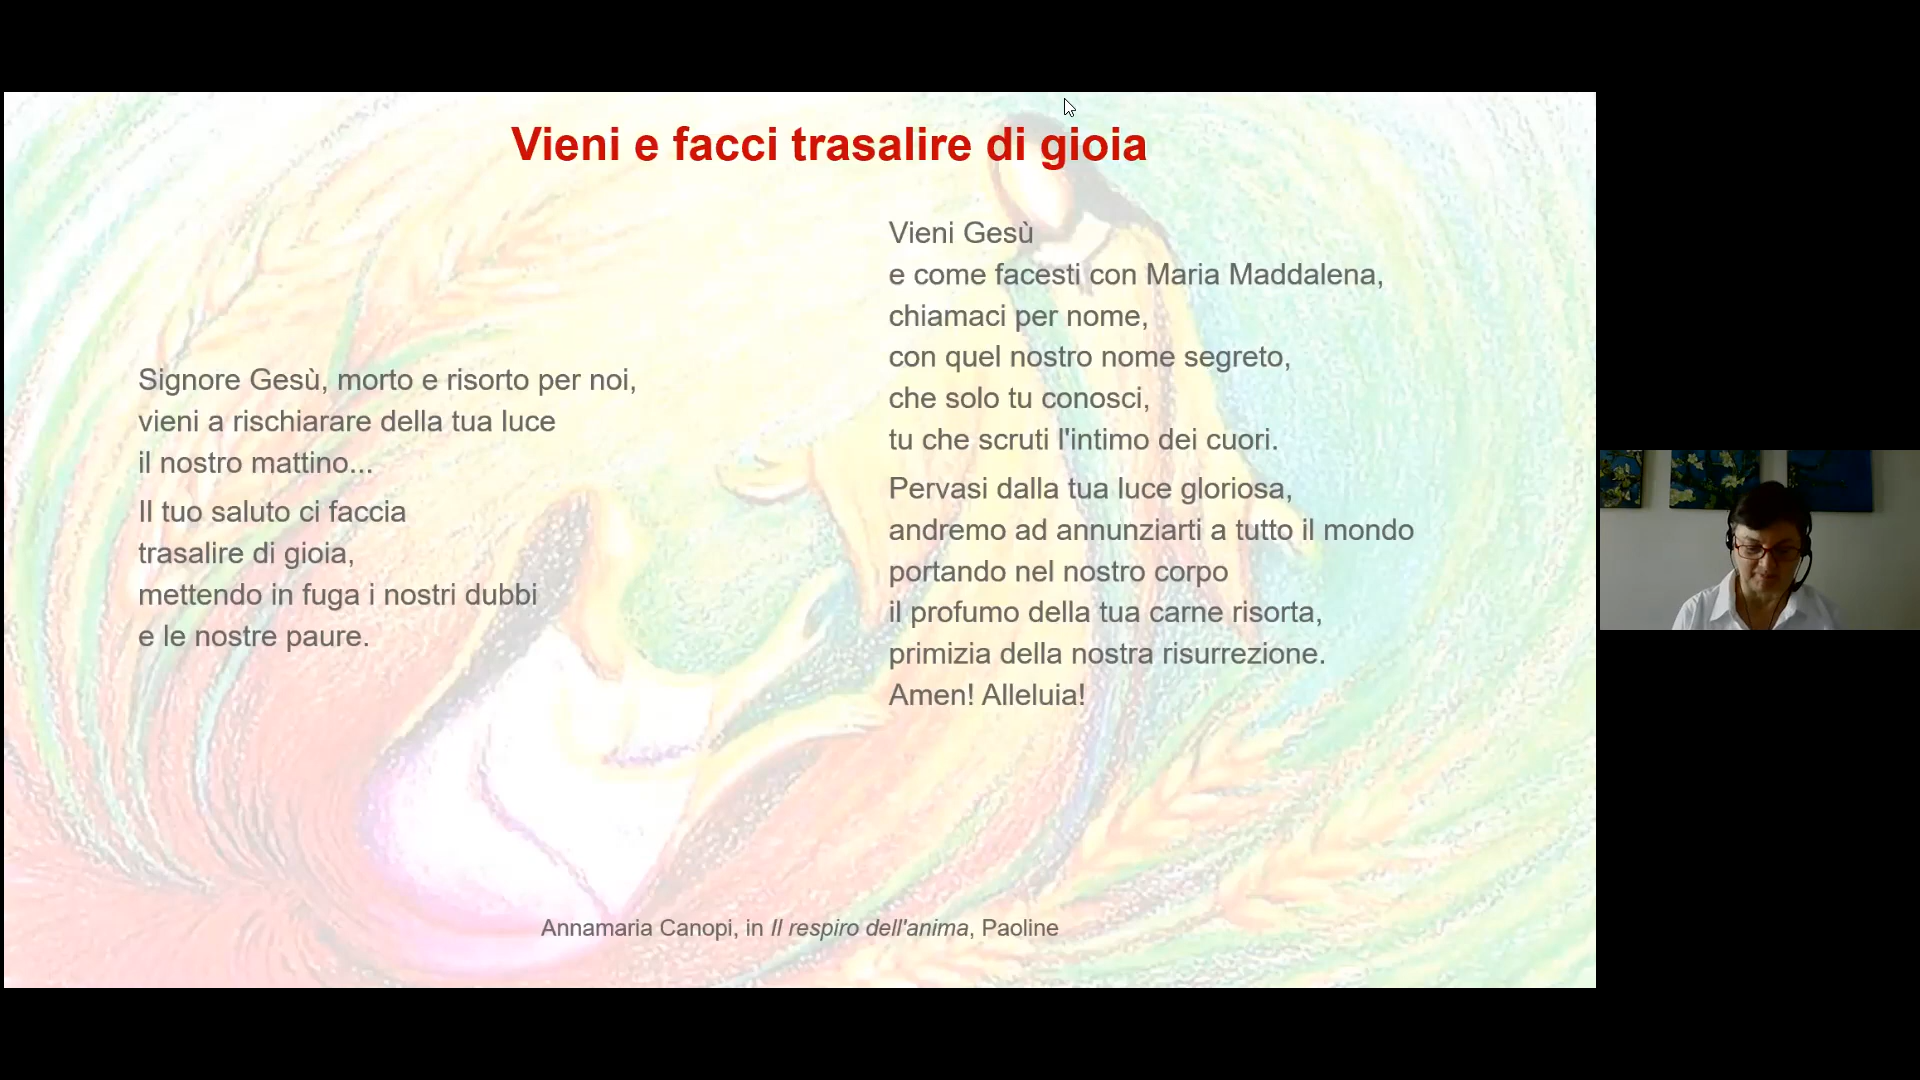 Vieni e facci trasalire di gioia
Signore Gesù, morto e risorto per noi,
vieni a rischiarare della tua luce
il nostro mattino...
Il tuo saluto ci faccia
trasalire di gioia,
mettendo in fuga i nostri dubbi
e le nostre paure.
Vieni Gesù
e come facesti con Maria Maddalena,
chiamaci per nome,
con quel nostro nome segreto,
che solo tu conosci,
tu che scruti l'intimo dei cuori.
Pervasi dalla tua luce gloriosa,
andremo ad annunziarti a tutto il mondo
portando nel nostro corpo
il profumo della tua carne risorta,
primizia della nostra risurrezione.
Amen! Alleluia!
Annamaria Canopi, in Il respiro dell'anima, Paoline